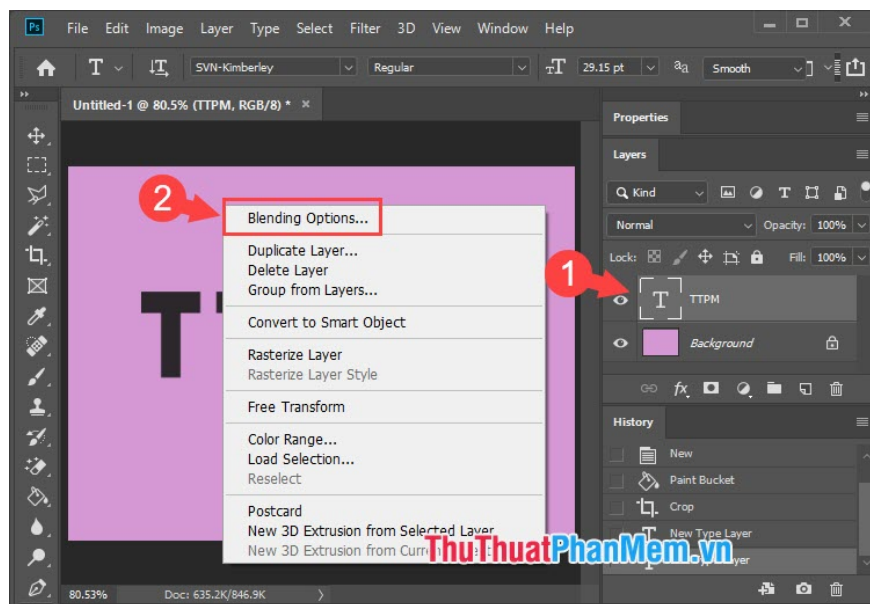 Ps File Edit Image Layer Type Select Filter 3D View Window Help
T SVN-Kimberley Regular 29.15 pt aa Smooth
Untitled-1 @ 80.5% (TTPM, RGB/8) * ×
Properties
Layers
Kind
Normal Opacity: 100%
Lock: Fill: 100%
1
T TTPM
Background
fx
History
New
Paint Bucket
Crop
New Type Layer
2
Blending Options...
Duplicate Layer...
Delete Layer
Group from Layers...
Convert to Smart Object
Rasterize Layer
Rasterize Layer Style
Free Transform
Color Range...
Load Selection...
Reselect
Postcard
New 3D Extrusion from Selected Layer
New 3D Extrusion from
ThuThuatPhanMem.vn
80.53% Doc: 635.2K/846.9K